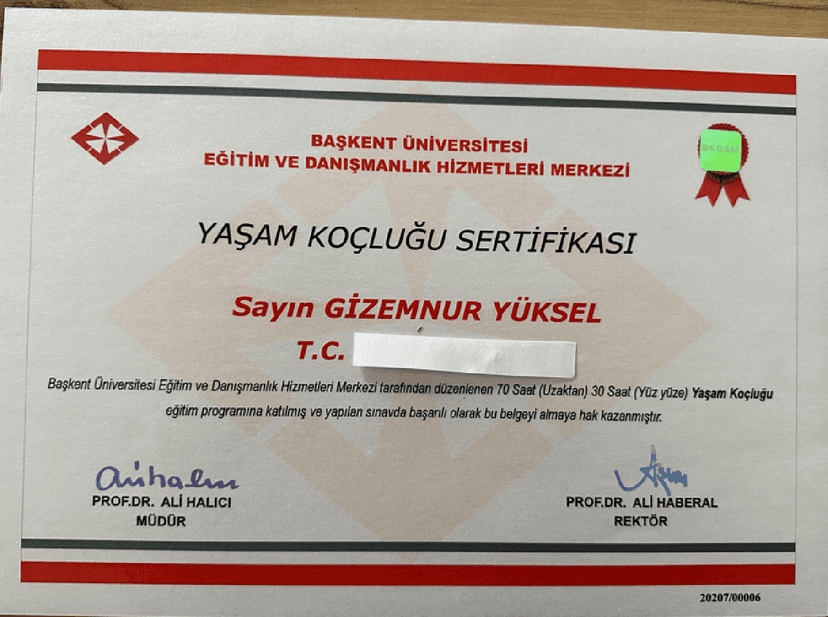 BAŞKENT ÜNİVERSİTESİ
EĞİTİM VE DANIŞMANLIK HİZMETLERİ MERKEZİ
BEDAM
YAŞAM KOÇLUĞU SERTİFİKASI
Sayın GİZEMNUR YÜKSEL
T.C.
Başkent Üniversitesi Eğitim ve Danışmanlık Hizmetleri Merkezi tarafından düzenlenen 70 Saat (Uzaktan) 30 Saat (Yüz yüze) Yaşam Koçluğu
eğitim programına katılmış ve yapılan sınavda başarılı olarak bu belgeyi almaya hak kazanmıştır.
PROF.DR. ALİ HALICI
MÜDÜR
PROF.DR. ALİ HABERAL
REKTÖR
20207/00006